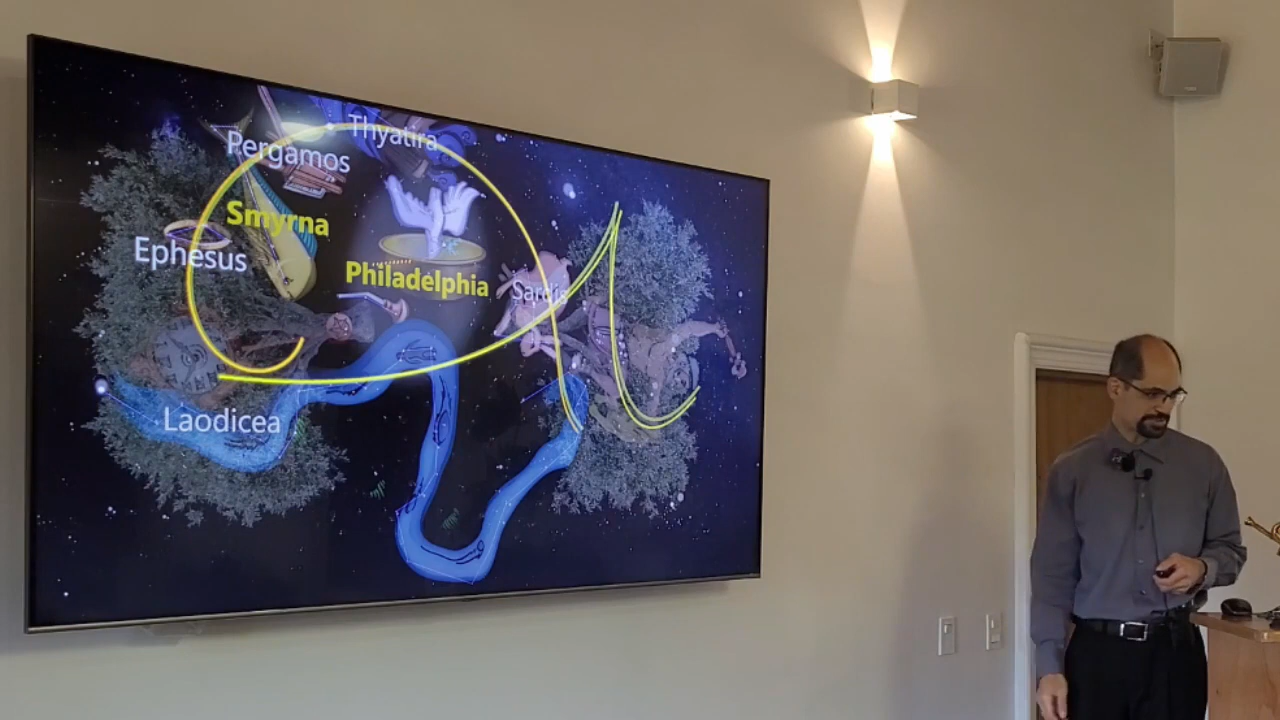 Thyatira
Pergamos
Smyrna
Ephesus
Philadelphia
Sardis
Laodicea